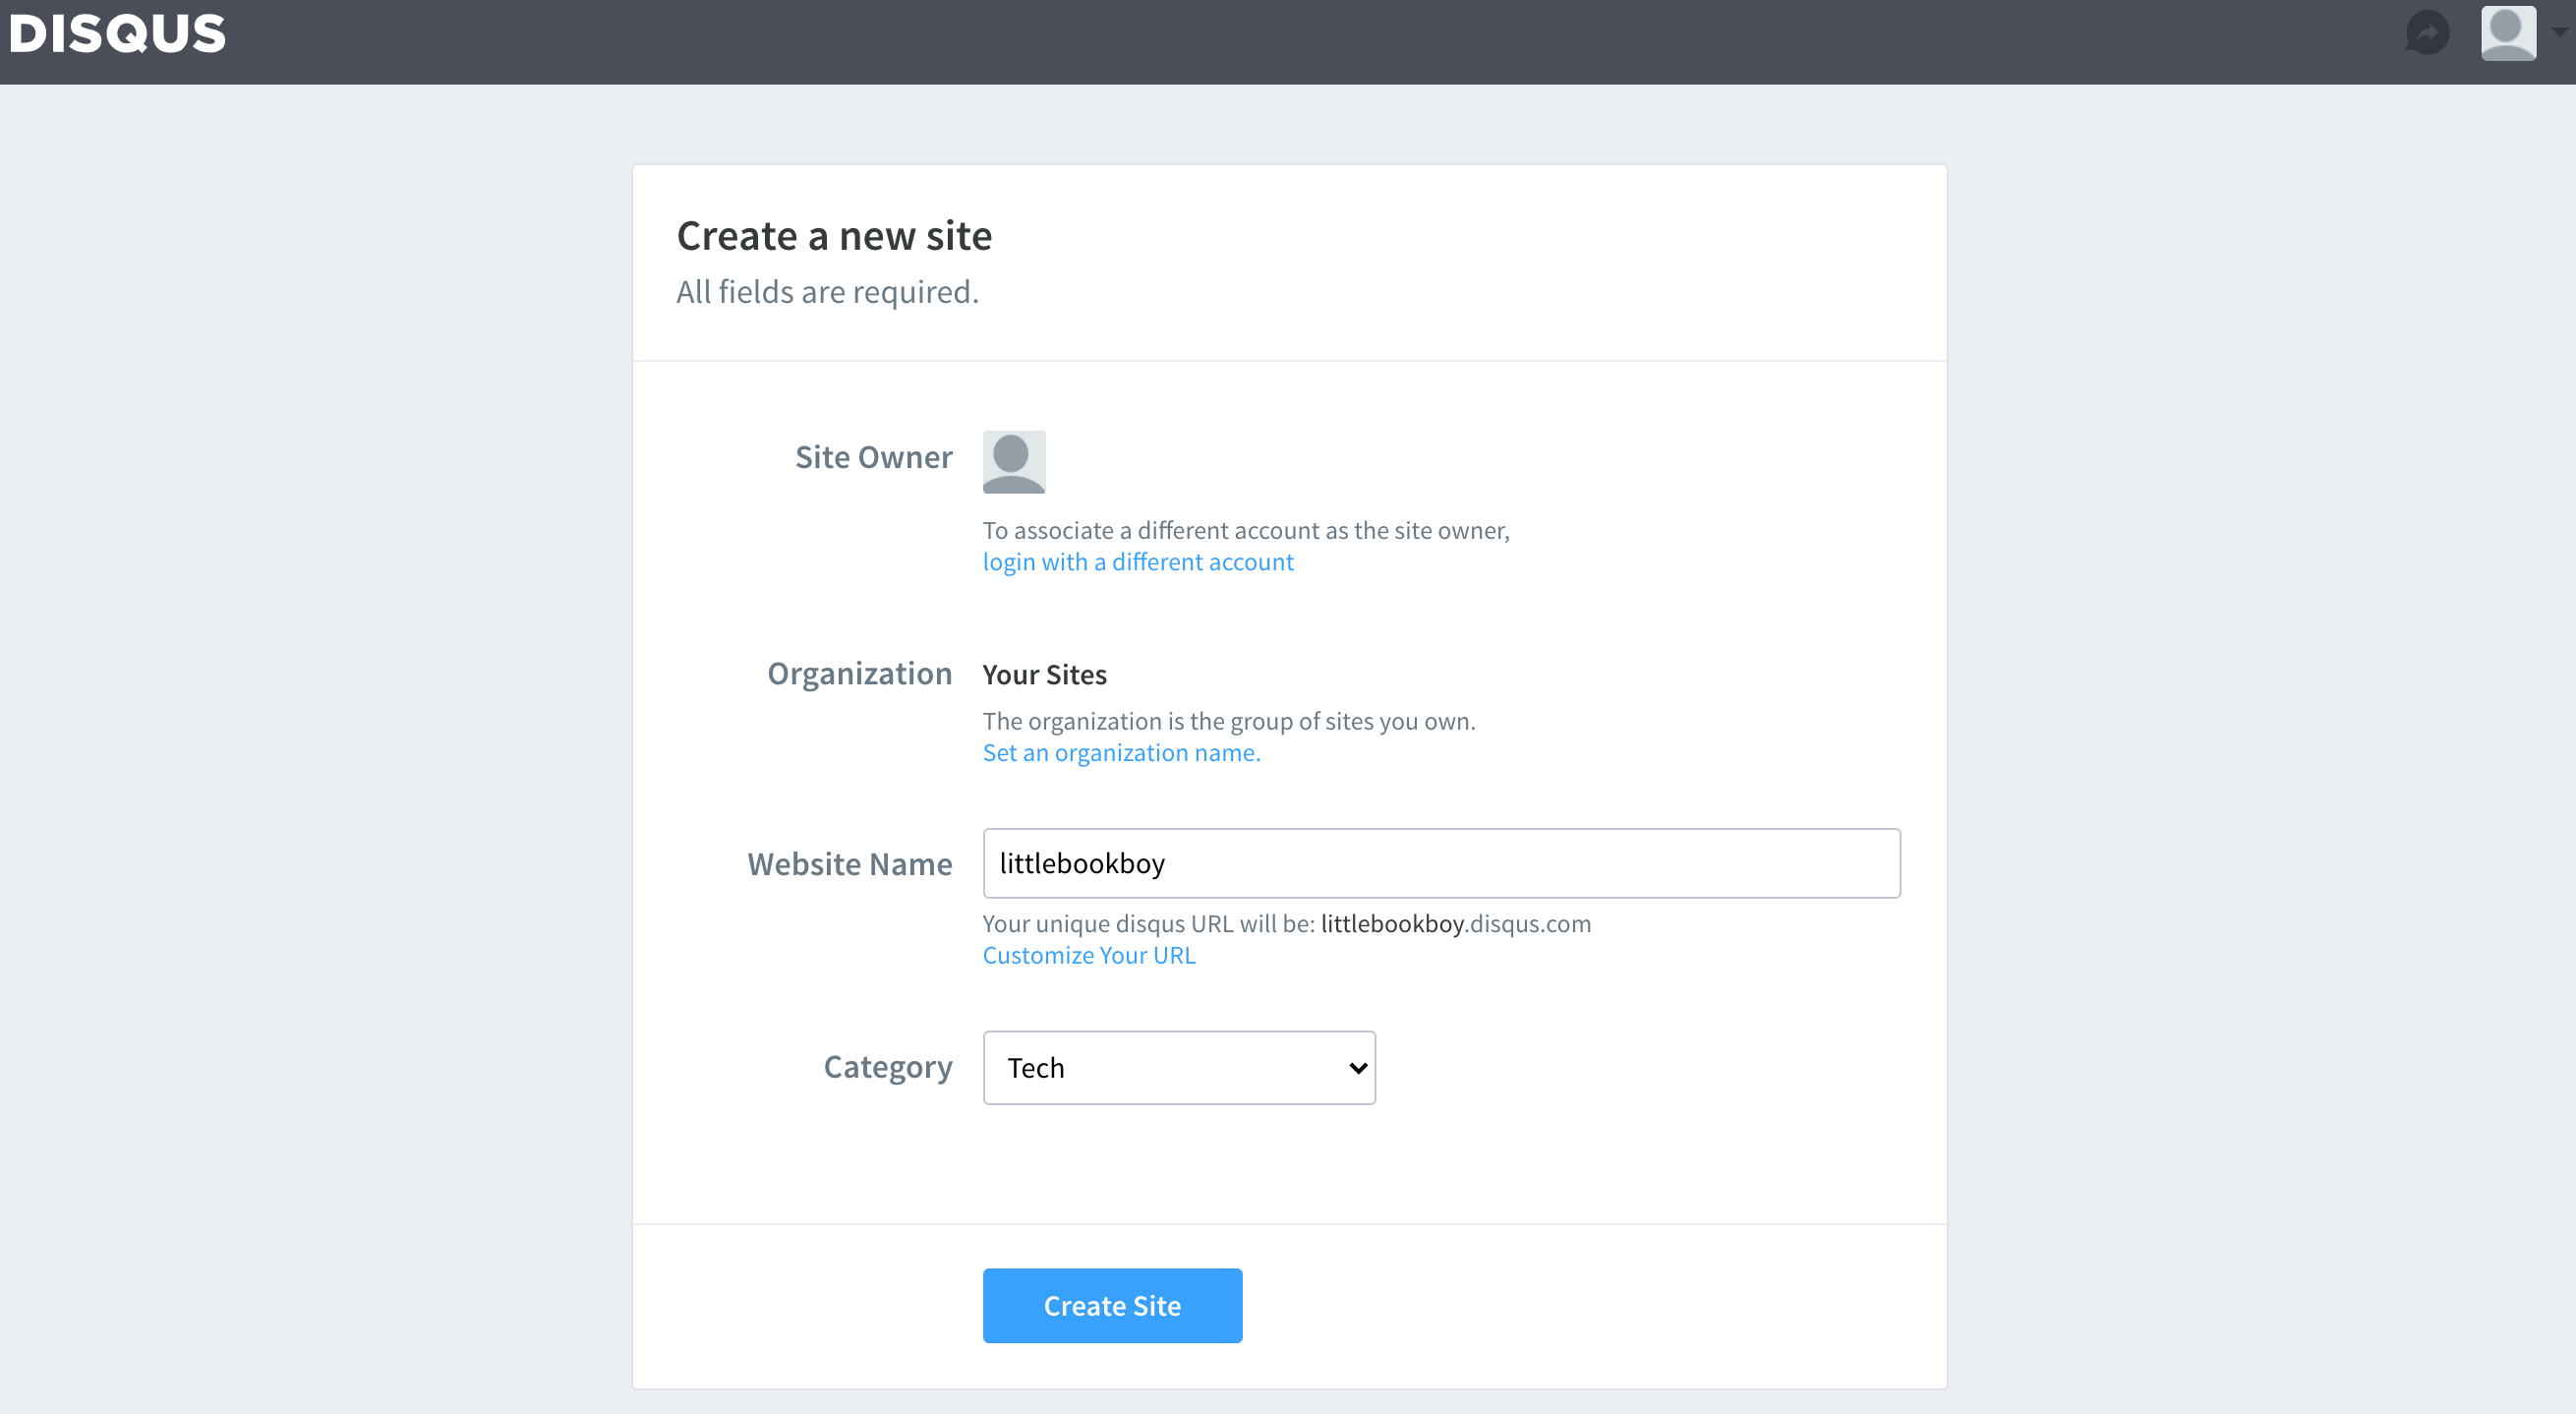 DISQUS
Create a new site
All fields are required.
Site Owner
To associate a different account as the site owner,
login with a different account
Organization
Your Sites
The organization is the group of sites you own.
Set an organization name.
Website Name
littlebookboy
Your unique disqus URL will be: littlebookboy.disqus.com
Customize Your URL
Category
Tech
Create Site